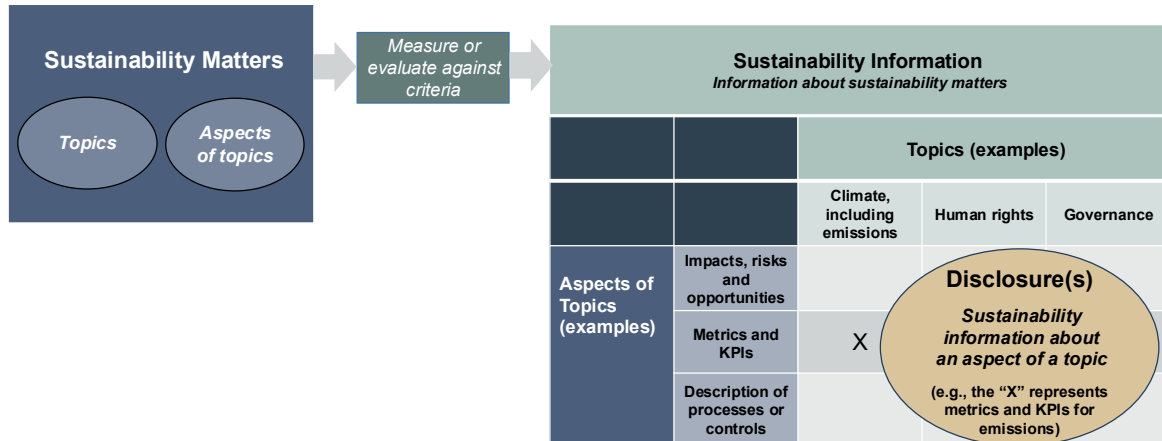 Sustainability Matters
Topics
Aspects
of topics
Measure or
evaluate against
criteria
Sustainability Information
Information about sustainability matters
Topics (examples)
Climate,
including
emissions
Human rights
Governance
Aspects of
Topics
(examples)
Impacts, risks
and
opportunities
Metrics and
KPIs
X
Description of
processes or
controls
Disclosure(s)
Sustainability
information about
an aspect of a topic
(e.g., the “X” represents
metrics and KPIs for
emissions)